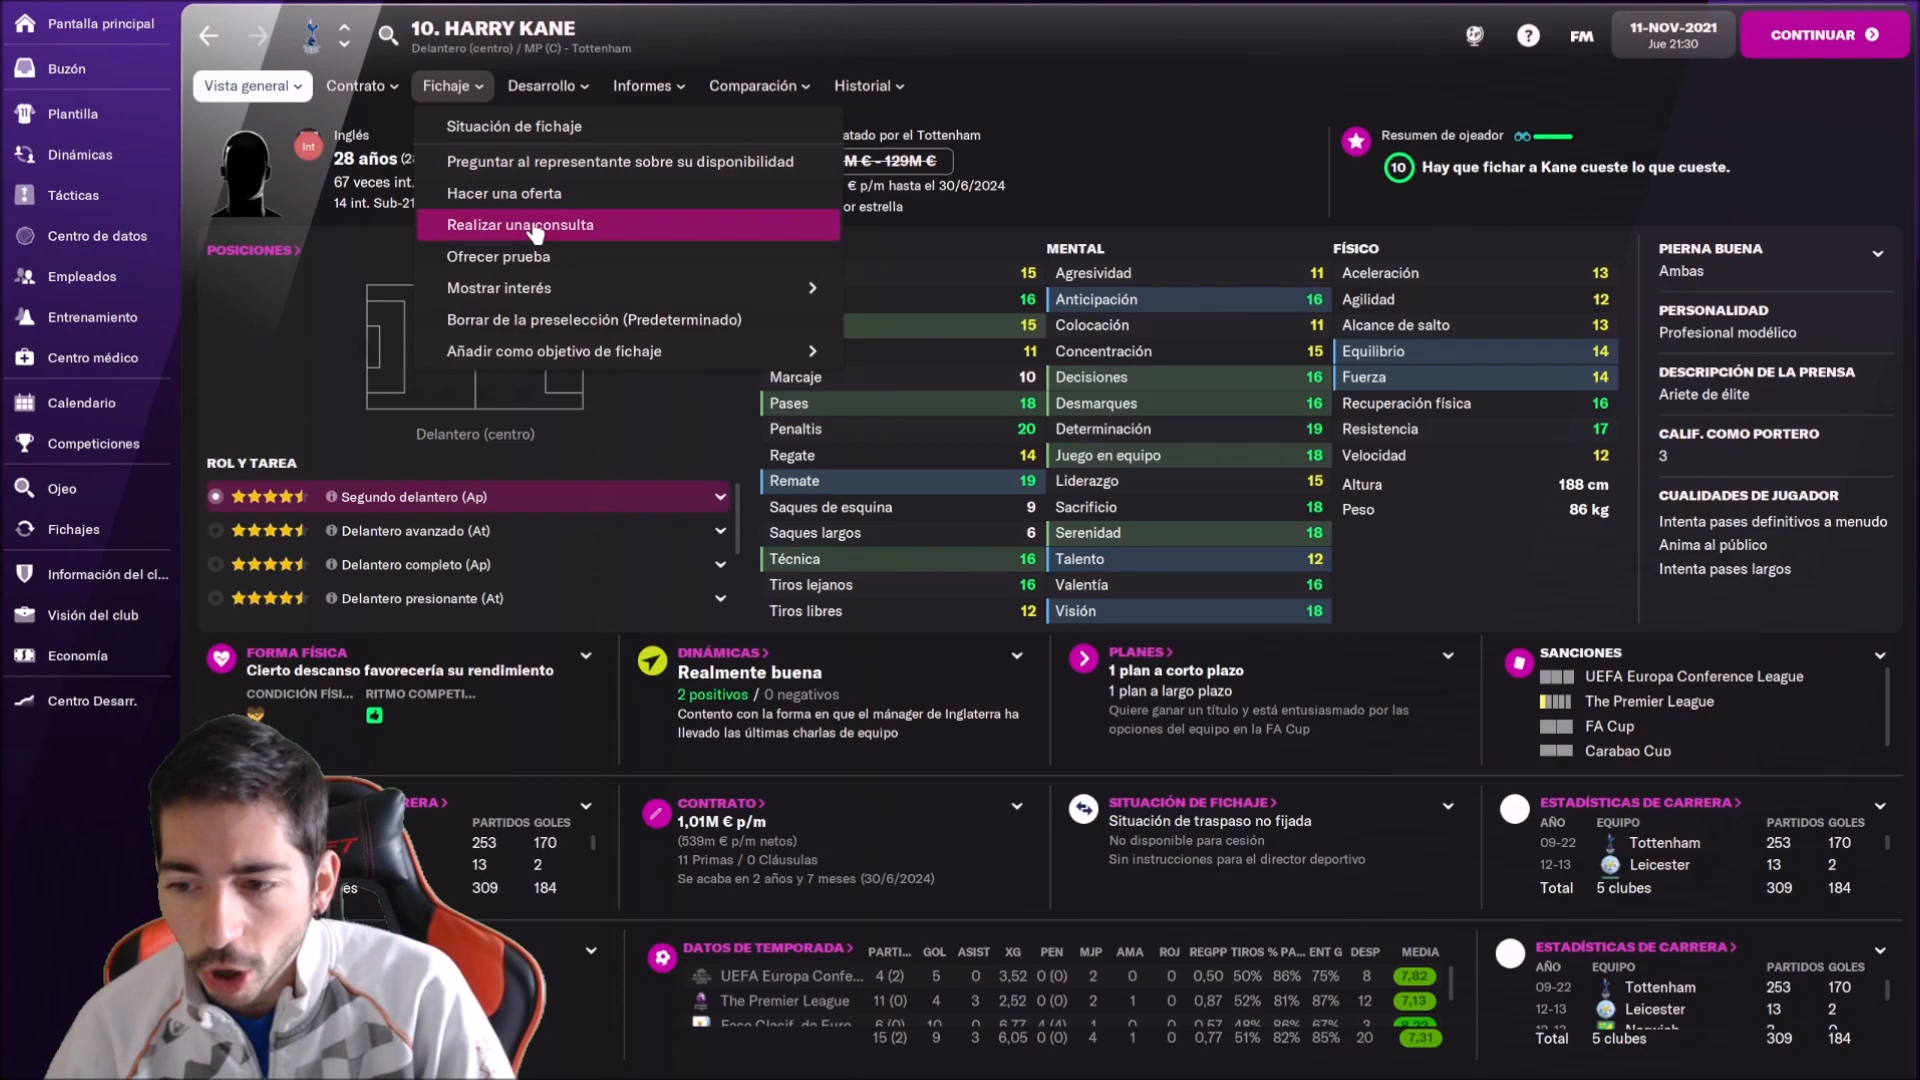 Pantalla principal
Buzón
Plantilla
Dinámicas
Tácticas
Centro de datos
Empleados
Entrenamiento
Centro médico
Calendario
Competiciones
Ojeo
Fichajes
Información del cl...
Visión del club
Economía
Centro Desarr.
10. HARRY KANE
Delantero (centro) / MP (C) - Tottenham
FM
11-NOV-2021
Jue 21:30
CONTINUAR
Vista general
Contrato
Fichaje
Desarrollo
Informes
Comparación
Historial
Situación de fichaje
Preguntar al representante sobre su disponibilidad
Hacer una oferta
Realizar una consulta
Ofrecer prueba
Mostrar interés
Borrar de la preselección (Predeterminado)
Añadir como objetivo de fichaje
Int
Inglés
28 años (2
67 veces int.
14 int. Sub-21
atado por el Tottenham
M € - 129M €
€ p/m hasta el 30/6/2024
or estrella
Resumen de ojeador
10 Hay que fichar a Kane cueste lo que cueste.
POSICIONES
Delantero (centro)
ROL Y TAREA
Segundo delantero (Ap)
Delantero avanzado (At)
Delantero completo (Ap)
Delantero presionante (At)
15
16
15
11
Marcaje 10
Pases 18
Penaltis 20
Regate 14
Remate 19
Saques de esquina 9
Saques largos 6
Técnica 16
Tiros lejanos 16
Tiros libres 12
MENTAL
Agresividad 11
Anticipación 16
Colocación 11
Concentración 15
Decisiones 16
Desmarques 16
Determinación 19
Juego en equipo 18
Liderazgo 15
Sacrificio 18
Serenidad 18
Talento 12
Valentía 16
Visión 18
FÍSICO
Aceleración 13
Agilidad 12
Alcance de salto 13
Equilibrio 14
Fuerza 14
Recuperación física 16
Resistencia 17
Velocidad 12
Altura 188 cm
Peso 86 kg
PIERNA BUENA
Ambas
PERSONALIDAD
Profesional modélico
DESCRIPCIÓN DE LA PRENSA
Ariete de élite
CALIF. COMO PORTERO
3
CUALIDADES DE JUGADOR
Intenta pases definitivos a menudo
Anima al público
Intenta pases largos
FORMA FÍSICA
Cierto descanso favorecería su rendimiento
CONDICIÓN FÍSI... RITMO COMPETI...
DINÁMICAS
Realmente buena
2 positivos / 0 negativos
Contento con la forma en que el mánager de Inglaterra ha
llevado las últimas charlas de equipo
PLANES
1 plan a corto plazo
1 plan a largo plazo
Quiere ganar un título y está entusiasmado por las
opciones del equipo en la FA Cup
SANCIONES
UEFA Europa Conference League
The Premier League
FA Cup
Carabao Cup
RERA
PARTIDOS GOLES
253 170
13 2
es 309 184
CONTRATO
1,01M € p/m
(539m € p/m netos)
11 Primas / 0 Cláusulas
Se acaba en 2 años y 7 meses (30/6/2024)
SITUACIÓN DE FICHAJE
Situación de traspaso no fijada
No disponible para cesión
Sin instrucciones para el director deportivo
ESTADÍSTICAS DE CARRERA
AÑO EQUIPO PARTIDOS GOLES
09-22 Tottenham 253 170
12-13 Leicester 13 2
Total 5 clubes 309 184
DATOS DE TEMPORADA PARTI... GOL ASIST XG PEN MJP AMA ROJ REGPP TIROS % PA... ENT G DESP MEDIA
UEFA Europa Confe... 4 (2) 5 0 3,52 0 (0) 2 0 0 0,50 50% 86% 75% 8 7,82
The Premier League 11 (0) 4 3 2,52 0 (0) 2 1 0 0,87 52% 81% 87% 12 7,13
15 (2) 9 3 6,05 0 (0) 4 1 0 0,77 51% 82% 85% 20 7,31
ESTADÍSTICAS DE CARRERA
AÑO EQUIPO PARTIDOS GOLES
09-22 Tottenham 253 170
12-13 Leicester 13 2
Total 5 clubes 309 184